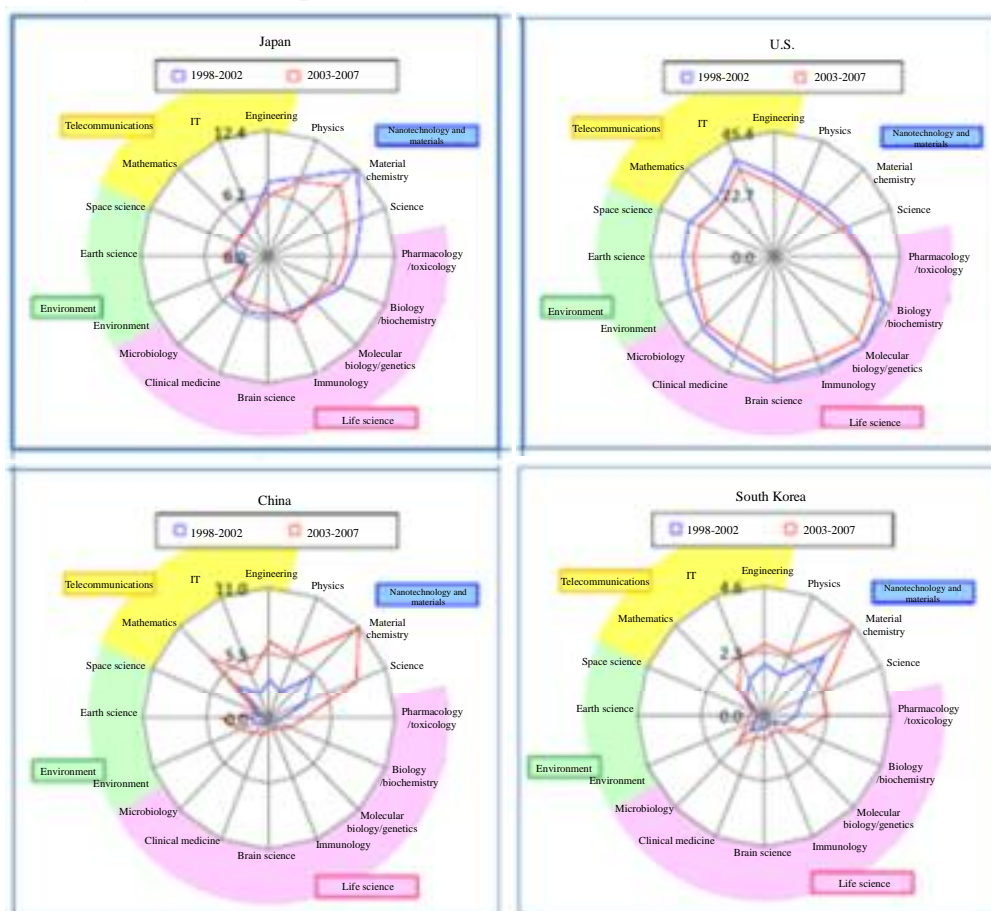 Japan
1998-2002
2003-2007
Telecommunications
IT
Engineering
Physics
Nanotechnology and
materials
12.4
Mathematics
Material
chemistry
6.2
Space science
Science
Earth science
0.0
Pharmacology
/toxicology
Environment
Environment
Biology
/biochemistry
Microbiology
Molecular
biology/genetics
Clinical medicine
Immunology
Brain science
Life science
U.S.
1998-2002
2003-2007
Telecommunications
IT
Engineering
Physics
Nanotechnology and
materials
45.4
Mathematics
Material
chemistry
22.7
Space science
Science
Earth science
0.0
Pharmacology
/toxicology
Environment
Environment
Biology
/biochemistry
Microbiology
Molecular
biology/genetics
Clinical medicine
Immunology
Brain science
Life science
China
1998-2002
2003-2007
Telecommunications
IT
Engineering
Physics
Nanotechnology and
materials
11.0
Mathematics
Material
chemistry
5.5
Space science
Science
Earth science
0.0
Pharmacology
/toxicology
Environment
Environment
Biology
/biochemistry
Microbiology
Molecular
biology/genetics
Clinical medicine
Immunology
Brain science
Life science
South Korea
1998-2002
2003-2007
Telecommunications
IT
Engineering
Physics
Nanotechnology and
materials
4.6
Mathematics
Material
chemistry
2.3
Space science
Science
Earth science
0.0
Pharmacology
/toxicology
Environment
Environment
Biology
/biochemistry
Microbiology
Molecular
biology/genetics
Clinical medicine
Immunology
Brain science
Life science